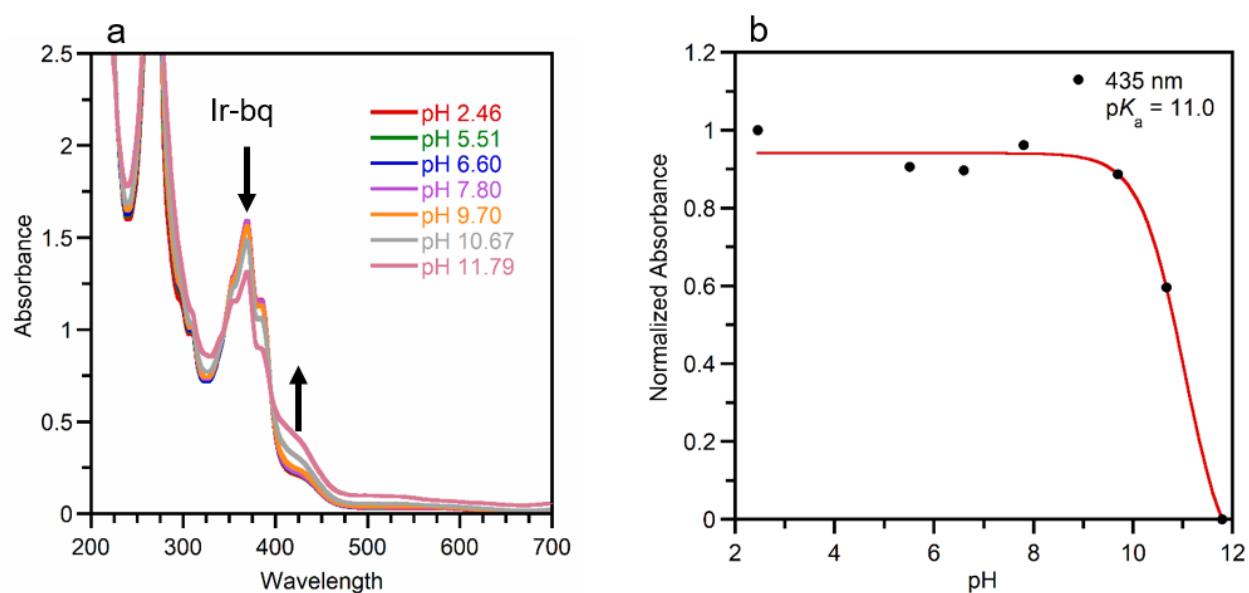 a
Ir-bq
pH 2.46
pH 5.51
pH 6.60
pH 7.80
pH 9.70
pH 10.67
pH 11.79
Absorbance
2.5
2
1.5
1
0.5
0
200
300
400
500
600
700
Wavelength
b
435 nm
pKa = 11.0
Normalized Absorbance
1.2
1
0.8
0.6
0.4
0.2
0
2
4
6
8
10
12
pH